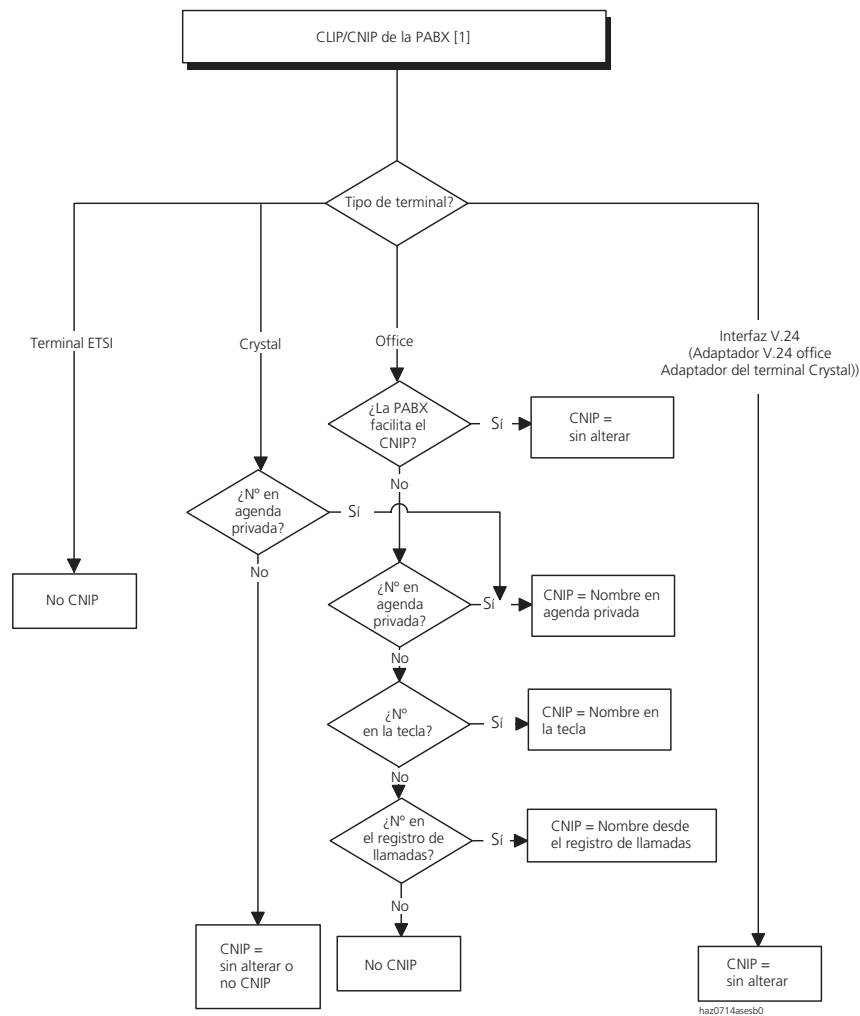 CLIP/CNIP de la PABX [1]
Tipo de terminal?
Terminal ETSI
Crystal
Office
Interfaz V.24
(Adaptador V.24 office
Adaptador del terminal Crystal))
¿La PABX
facilita el
CNIP?
Sí
CNIP =
sin alterar
No
¿Nº en
agenda
privada?
Sí
No
No CNIP
¿Nº en
agenda
privada?
Sí
CNIP = Nombre en
agenda privada
No
¿Nº
en la tecla?
Sí
CNIP = Nombre en
la tecla
No
¿Nº en
el registro de
llamadas?
Sí
CNIP = Nombre desde
el registro de llamadas
No
CNIP =
sin alterar o
no CNIP
No CNIP
CNIP =
sin alterar
haz0714asesb0